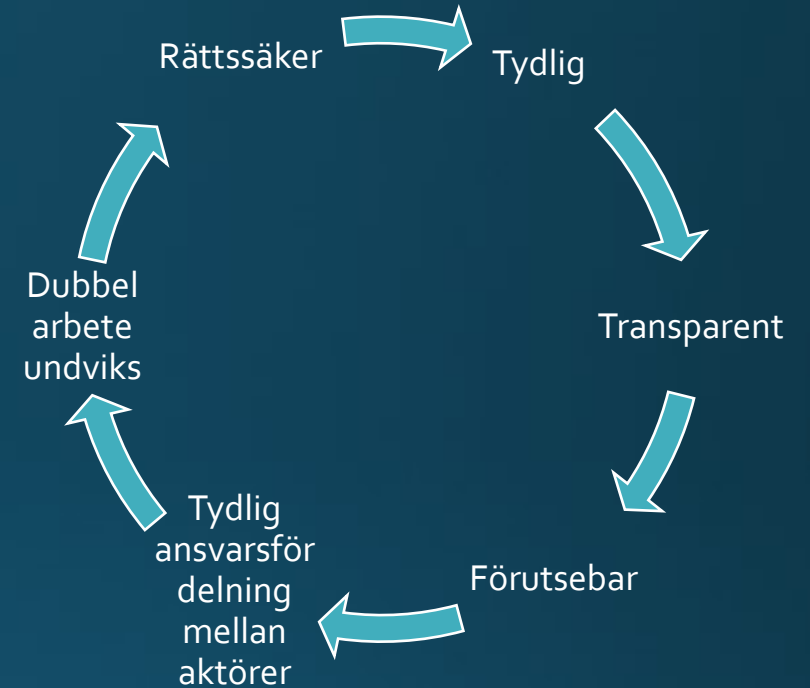 Rättssäker
Tydlig
Transparent
Förutsebar
Tydlig
ansvarsför
delning
mellan
aktörer
Dubbel
arbete
undviks